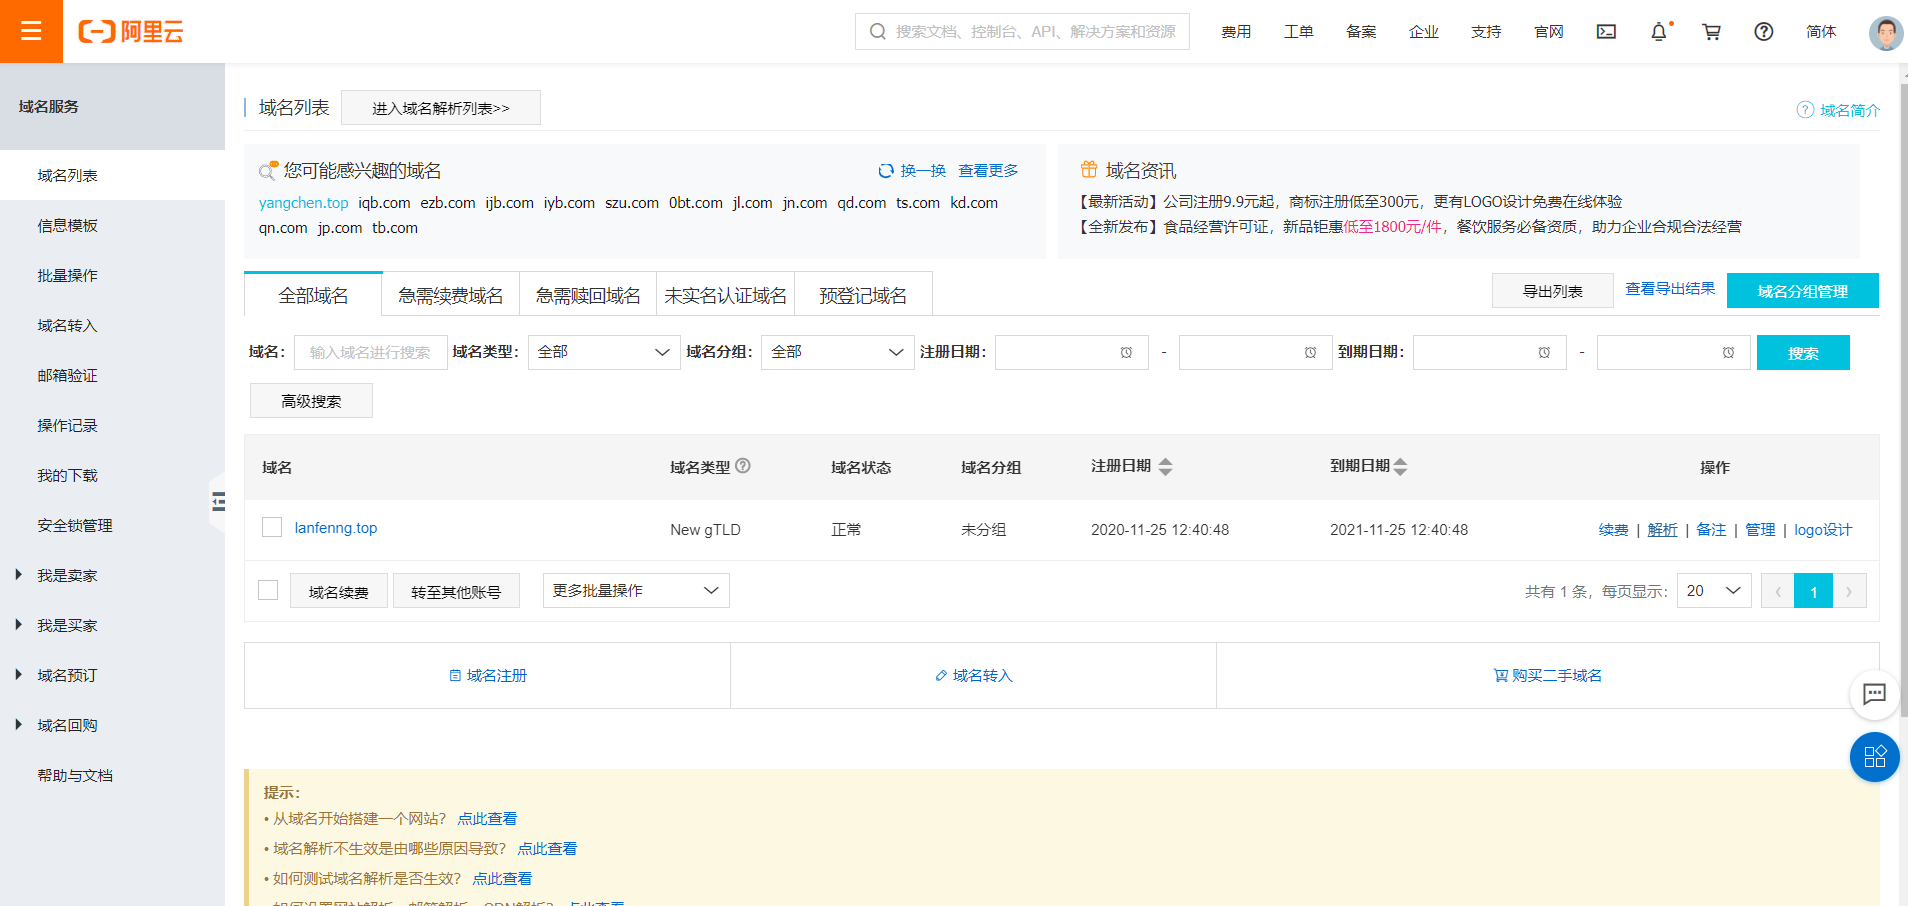 阿里云
搜索文档、控制台、API、解决方案和资源
费用 工单 备案 企业 支持 官网 简体
域名服务
域名列表
信息模板
批量操作
域名转入
邮箱验证
操作记录
我的下载
安全锁管理
我是卖家
我是买家
域名预订
域名回购
帮助与文档
域名列表 进入域名解析列表>>
域名简介
您可能感兴趣的域名 换一换 查看更多
yangchen.top iqb.com ezb.com ijb.com iyb.com szu.com 0bt.com jl.com jn.com qd.com ts.com kd.com
qn.com jp.com tb.com
域名资讯
【最新活动】公司注册9.9元起，商标注册低至300元，更有LOGO设计免费在线体验
【全新发布】食品经营许可证，新品钜惠低至1800元/件，餐饮服务必备资质，助力企业合规合法经营
全部域名 急需续费域名 急需赎回域名 未实名认证域名 预登记域名
导出列表 查看导出结果 域名分组管理
域名： 输入域名进行搜索 域名类型： 全部 域名分组： 全部 注册日期： - 到期日期： - 搜索
高级搜索
域名 域名类型 域名状态 域名分组 注册日期 到期日期 操作
lanfenng.top New gTLD 正常 未分组 2020-11-25 12:40:48 2021-11-25 12:40:48 续费 | 解析 | 备注 | 管理 | logo设计
域名续费 转至其他账号 更多批量操作 共有 1 条，每页显示： 20 1
域名注册 域名转入 购买二手域名
提示：
• 从域名开始搭建一个网站？ 点此查看
• 域名解析不生效是由哪些原因导致？ 点此查看
• 如何测试域名解析是否生效？ 点此查看
• 如何设置网站解析、邮箱解析、CDN解析？ 点此查看